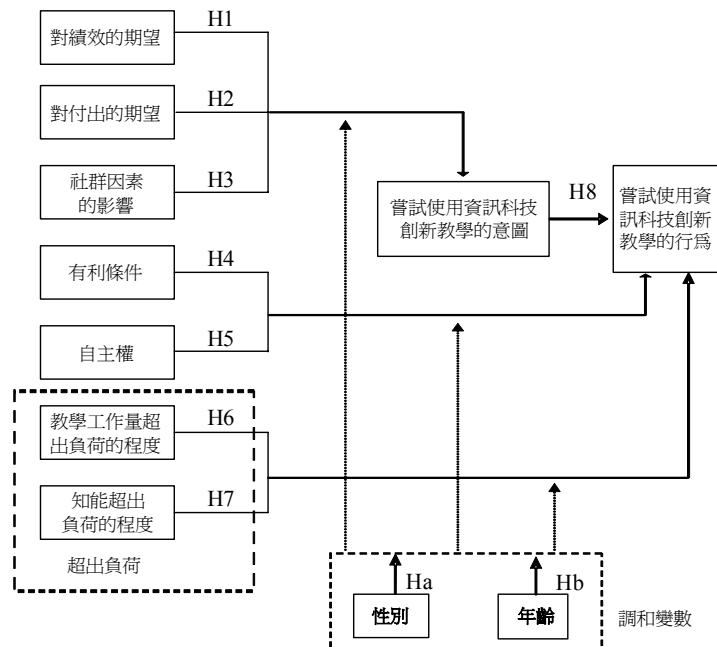 對績效的期望
H1
對付出的期望
H2
社群因素
的影響
H3
嘗試使用資訊科技
創新教學的意圖
H8
嘗試使用資
訊科技創新
教學的行為
有利條件
H4
自主權
H5
教學工作量超
出負荷的程度
H6
知能超出
負荷的程度
H7
超出負荷
Ha
性別
Hb
年齡
調和變數